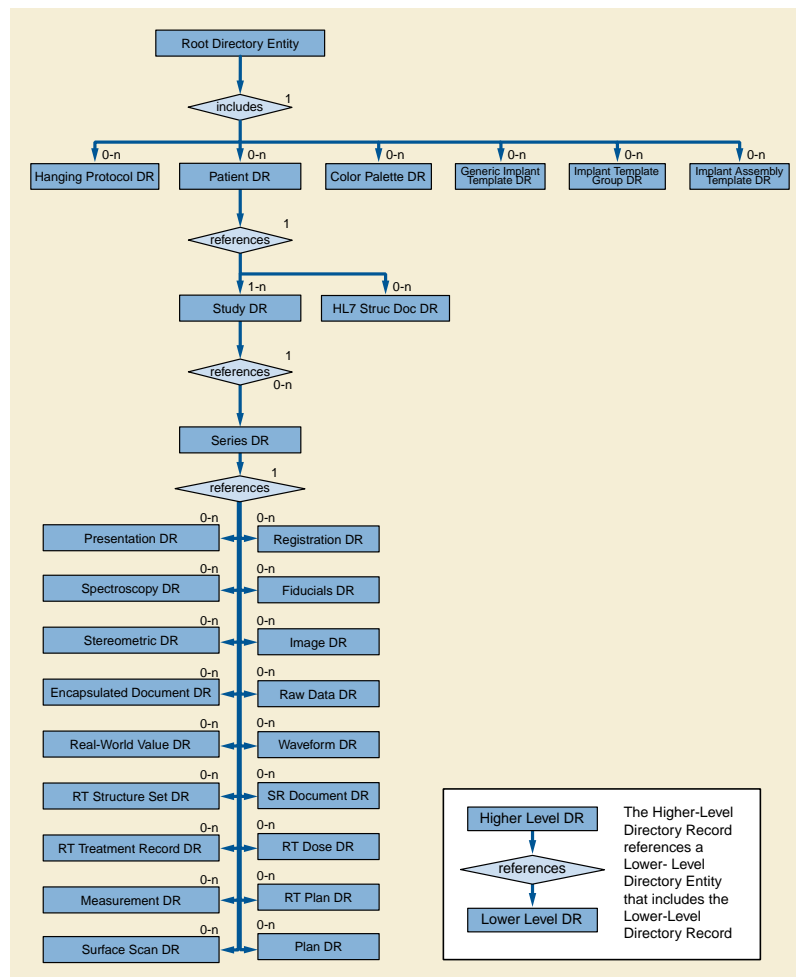 Root Directory Entity
1
includes
0-n
0-n
0-n
0-n
0-n
0-n
Hanging Protocol DR
Patient DR
Color Palette DR
Generic Implant
Template DR
Implant Template
Group DR
Implant Assembly
Template DR
1
references
1-n
0-n
Study DR
HL7 Struc Doc DR
1
references
0-n
Series DR
1
references
0-n
0-n
Presentation DR
Registration DR
0-n
0-n
Spectroscopy DR
Fiducials DR
0-n
0-n
Stereometric DR
Image DR
0-n
0-n
Encapsulated Document DR
Raw Data DR
0-n
0-n
Real-World Value DR
Waveform DR
0-n
0-n
RT Structure Set DR
SR Document DR
0-n
0-n
RT Treatment Record DR
RT Dose DR
0-n
0-n
Measurement DR
RT Plan DR
0-n
0-n
Surface Scan DR
Plan DR
Higher Level DR
references
Lower Level DR
The Higher-Level
Directory Record
references a
Lower- Level
Directory Entity
that includes the
Lower-Level
Directory Record